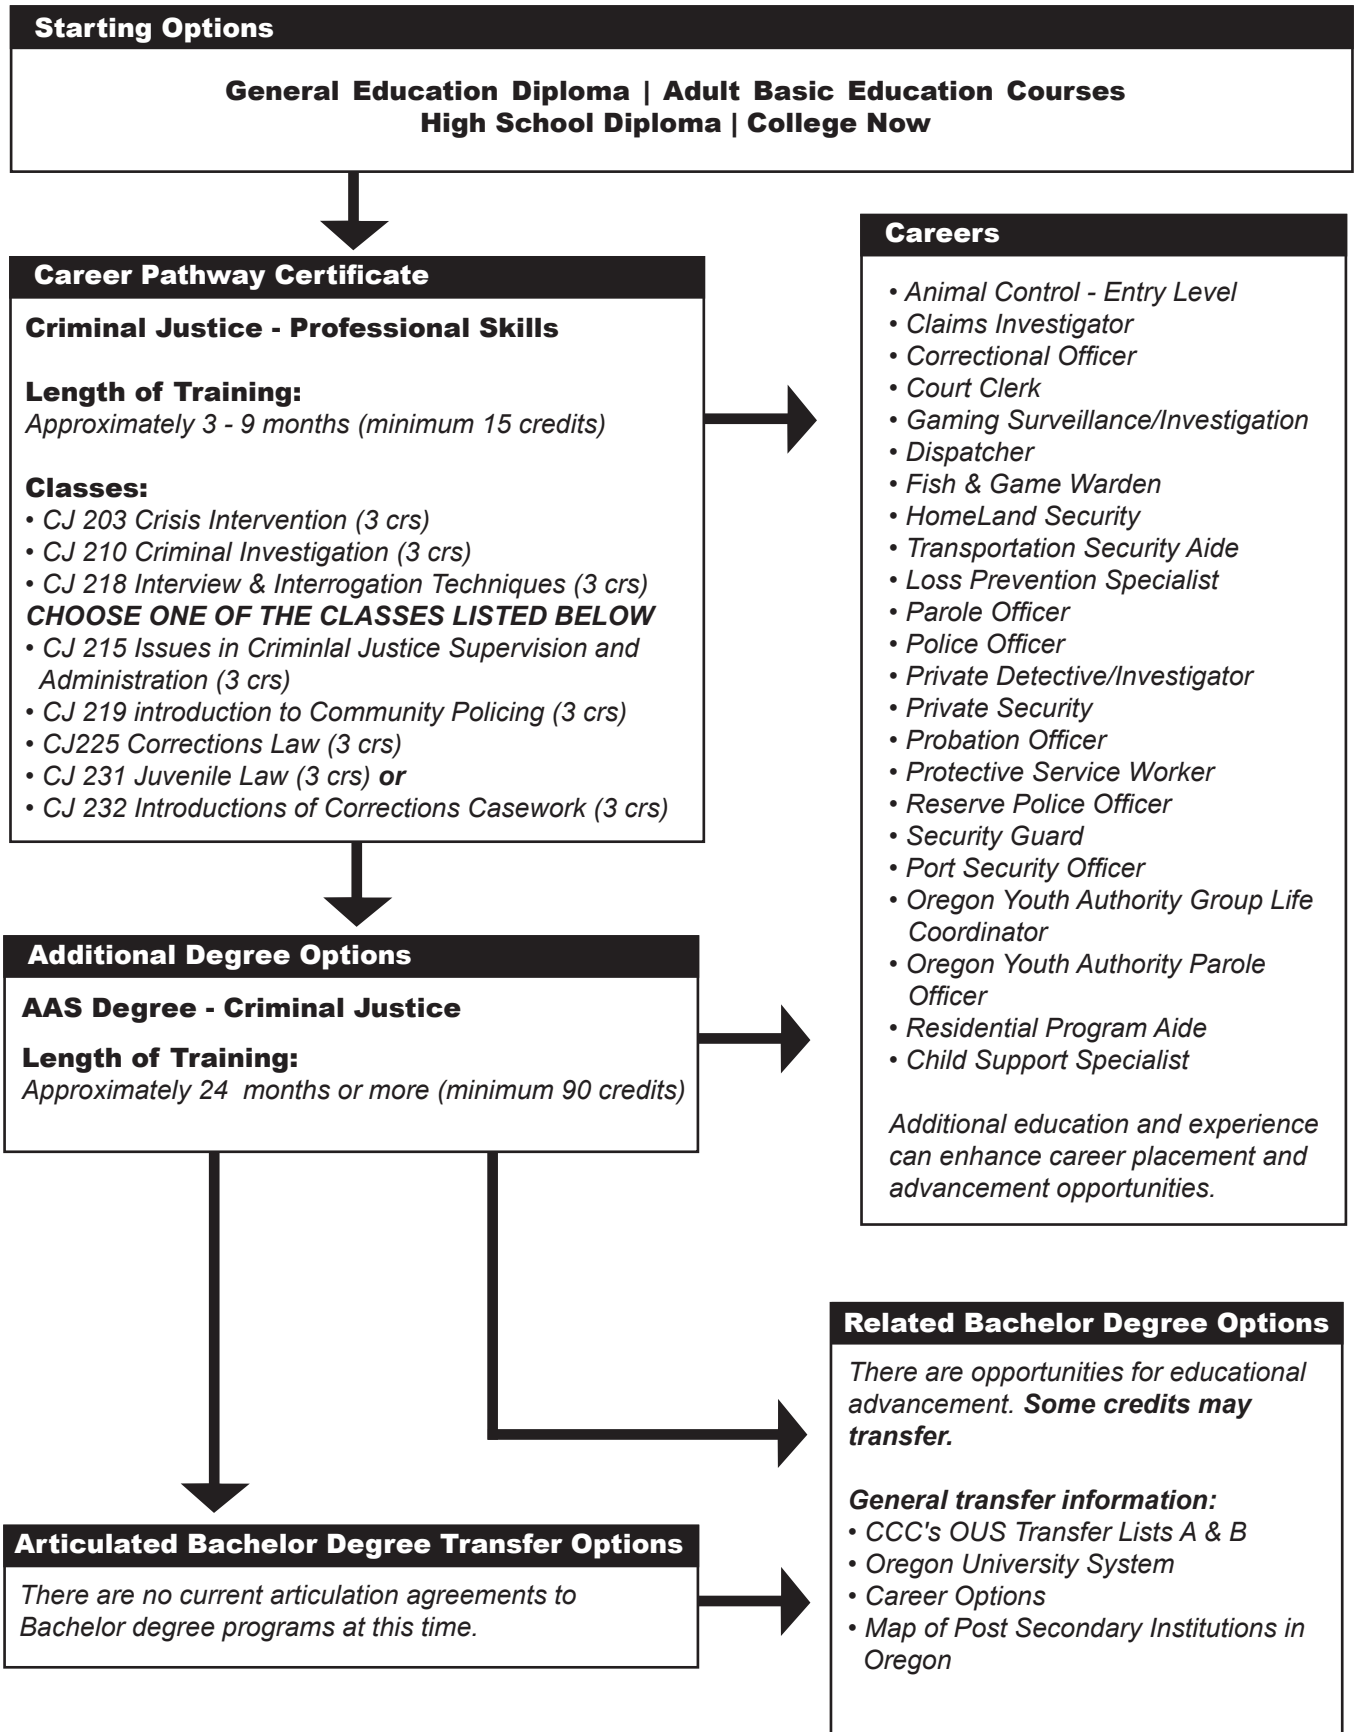 Starting Options
General Education Diploma | Adult Basic Education Courses
High School Diploma | College Now
Career Pathway Certificate
Criminal Justice - Professional Skills
Length of Training:
Approximately 3 - 9 months (minimum 15 credits)
Classes:
• CJ 203 Crisis Intervention (3 crs)
• CJ 210 Criminal Investigation (3 crs)
• CJ 218 Interview & Interrogation Techniques (3 crs)
CHOOSE ONE OF THE CLASSES LISTED BELOW
• CJ 215 Issues in Criminlal Justice Supervision and
Administration (3 crs)
• CJ 219 introduction to Community Policing (3 crs)
• CJ225 Corrections Law (3 crs)
• CJ 231 Juvenile Law (3 crs) or
• CJ 232 Introductions of Corrections Casework (3 crs)
Careers
• Animal Control - Entry Level
• Claims Investigator
• Correctional Officer
• Court Clerk
• Gaming Surveillance/Investigation
• Dispatcher
• Fish & Game Warden
• HomeLand Security
• Transportation Security Aide
• Loss Prevention Specialist
• Parole Officer
• Police Officer
• Private Detective/Investigator
• Private Security
• Probation Officer
• Protective Service Worker
• Reserve Police Officer
• Security Guard
• Port Security Officer
• Oregon Youth Authority Group Life
Coordinator
• Oregon Youth Authority Parole
Officer
• Residential Program Aide
• Child Support Specialist
Additional education and experience
can enhance career placement and
advancement opportunities.
Additional Degree Options
AAS Degree - Criminal Justice
Length of Training:
Approximately 24 months or more (minimum 90 credits)
Articulated Bachelor Degree Transfer Options
There are no current articulation agreements to
Bachelor degree programs at this time.
Related Bachelor Degree Options
There are opportunities for educational
advancement. Some credits may
transfer.
General transfer information:
• CCC's OUS Transfer Lists A & B
• Oregon University System
• Career Options
• Map of Post Secondary Institutions in
Oregon